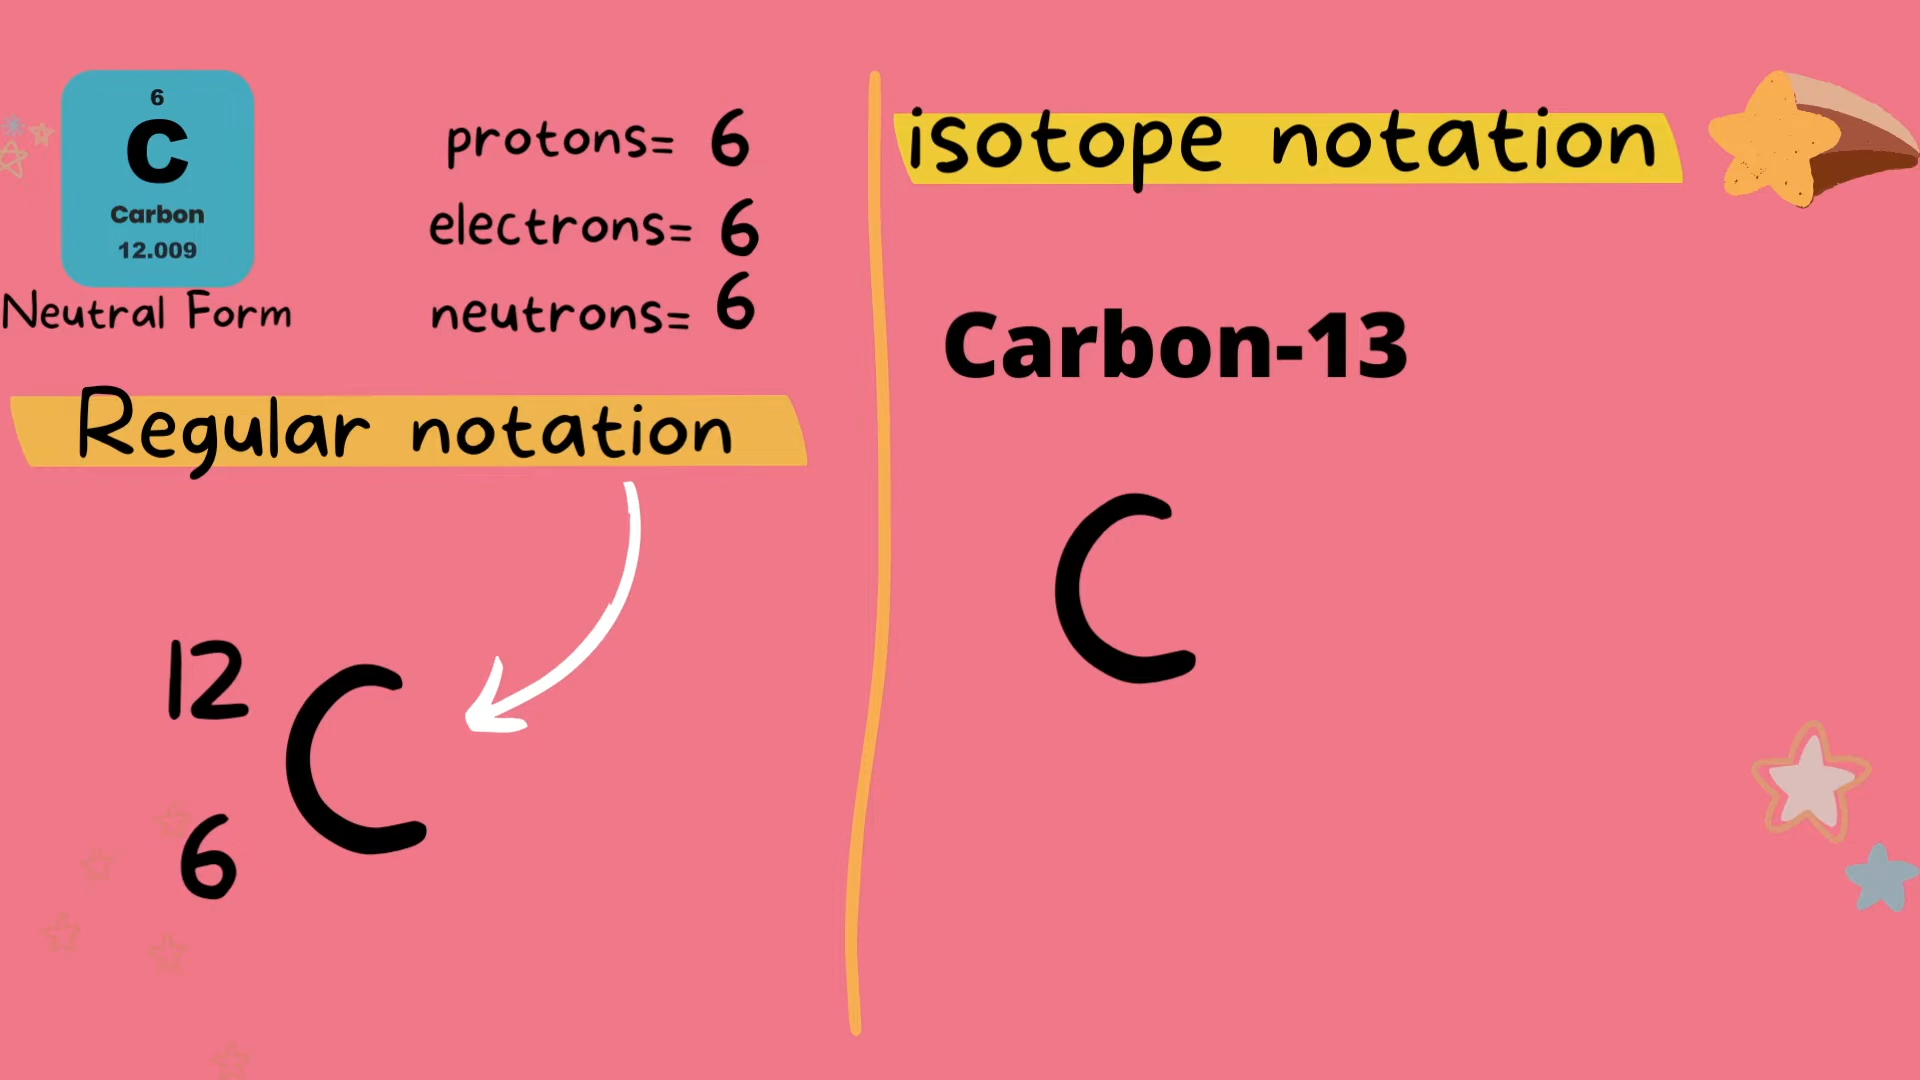 6
C
Carbon
12.009
Neutral Form
protons= 6
electrons= 6
neutrons= 6
Regular notation
12
C
6
isotope notation
Carbon-13
C